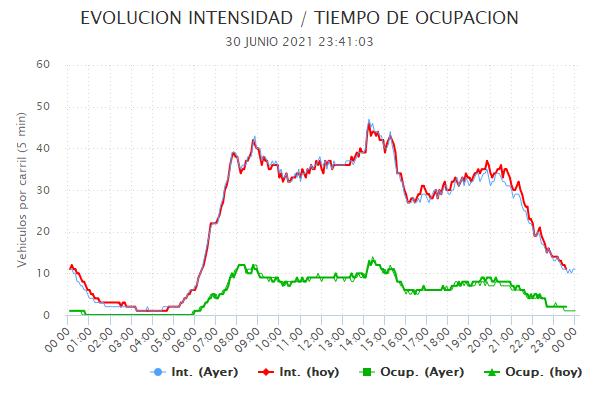 EVOLUCION INTENSIDAD / TIEMPO DE OCUPACION
30 JUNIO 2021 23:41:03
Vehiculos por carril (5 min)
60
50
40
30
20
10
0
00:00 01:00 02:00 03:00 04:00 05:00 06:00 07:00 08:00 09:00 10:00 11:00 12:00 13:00 14:00 15:00 16:00 17:00 18:00 19:00 20:00 21:00 22:00 23:00 00:00
Int. (Ayer) Int. (hoy) Ocup. (Ayer) Ocup. (hoy)